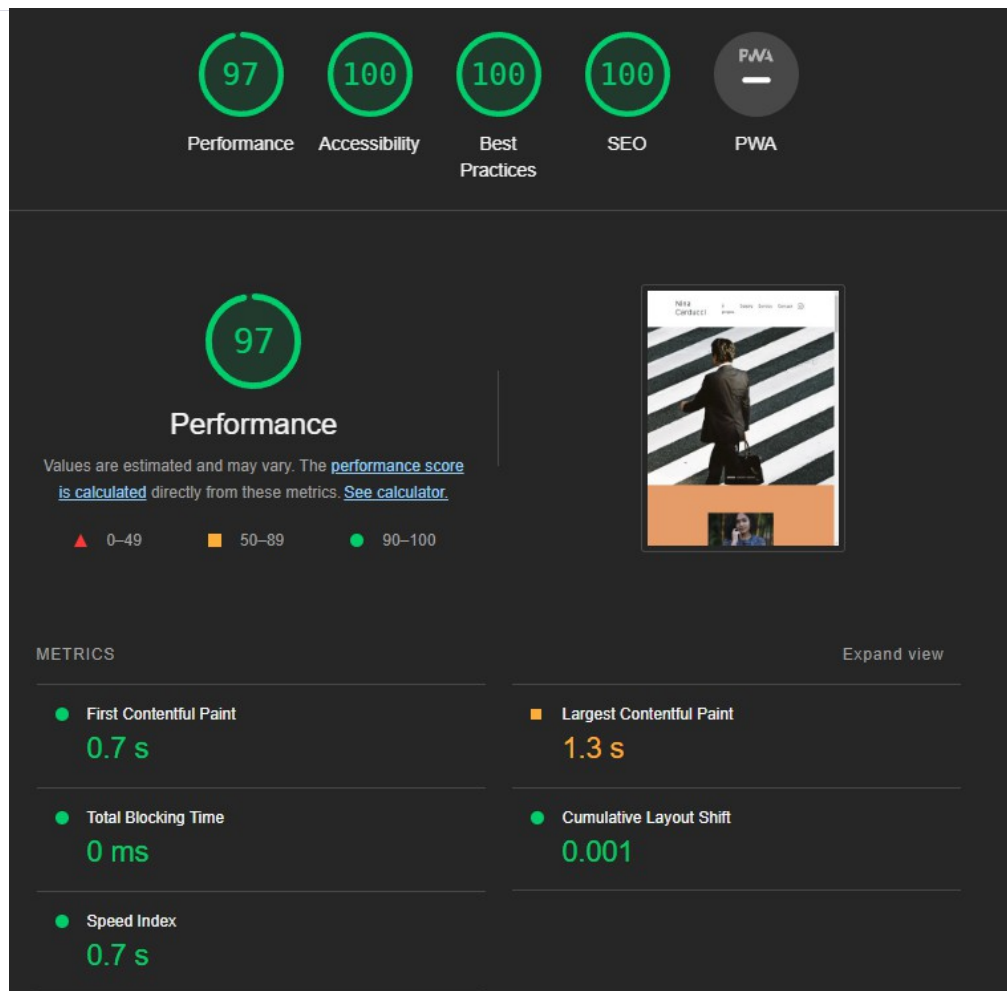 97
100
100
100
PWA
Performance
Accessibility
Best
Practices
SEO
PWA
97
Performance
Values are estimated and may vary. The performance score
is calculated directly from these metrics. See calculator.
0–49
50–89
90–100
Nina
Carducci
METRICS
Expand view
First Contentful Paint
0.7 s
Largest Contentful Paint
1.3 s
Total Blocking Time
0 ms
Cumulative Layout Shift
0.001
Speed Index
0.7 s